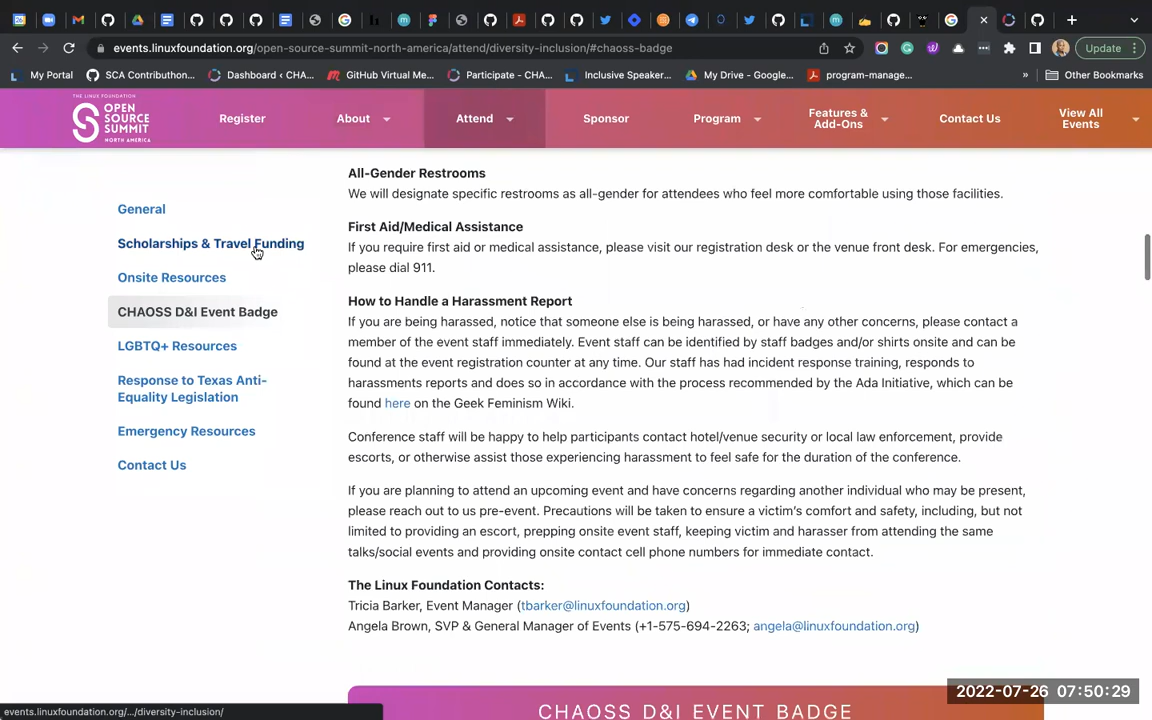 Update
events.linuxfoundation.org/open-source-summit-north-america/attend/diversity-inclusion/#chaoss-badge
My Portal
SCA Contributhon...
Dashboard ‹ CHA...
GitHub Virtual Me...
Participate - CHA...
Inclusive Speaker...
My Drive - Google...
program-manage...
»
Other Bookmarks
THE LINUX FOUNDATION
OPEN
SOURCE
SUMMIT
NORTH AMERICA
Register
About
Attend
Sponsor
Program
Features &
Add-Ons
Contact Us
View All
Events
General
Scholarships & Travel Funding
Onsite Resources
CHAOSS D&I Event Badge
LGBTQ+ Resources
Response to Texas Anti-
Equality Legislation
Emergency Resources
Contact Us
All-Gender Restrooms
We will designate specific restrooms as all-gender for attendees who feel more comfortable using those facilities.
First Aid/Medical Assistance
If you require first aid or medical assistance, please visit our registration desk or the venue front desk. For emergencies,
please dial 911.
How to Handle a Harassment Report
If you are being harassed, notice that someone else is being harassed, or have any other concerns, please contact a
member of the event staff immediately. Event staff can be identified by staff badges and/or shirts onsite and can be
found at the event registration counter at any time. Our staff has had incident response training, responds to
harassments reports and does so in accordance with the process recommended by the Ada Initiative, which can be
found here on the Geek Feminism Wiki.
Conference staff will be happy to help participants contact hotel/venue security or local law enforcement, provide
escorts, or otherwise assist those experiencing harassment to feel safe for the duration of the conference.
If you are planning to attend an upcoming event and have concerns regarding another individual who may be present,
please reach out to us pre-event. Precautions will be taken to ensure a victim's comfort and safety, including, but not
limited to providing an escort, prepping onsite event staff, keeping victim and harasser from attending the same
talks/social events and providing onsite contact cell phone numbers for immediate contact.
The Linux Foundation Contacts:
Tricia Barker, Event Manager (tbarker@linuxfoundation.org)
Angela Brown, SVP & General Manager of Events (+1-575-694-2263; angela@linuxfoundation.org)
CHAOSS D&I EVENT BADGE
2022-07-26 07:50:29
events.linuxfoundation.org/.../diversity-inclusion/